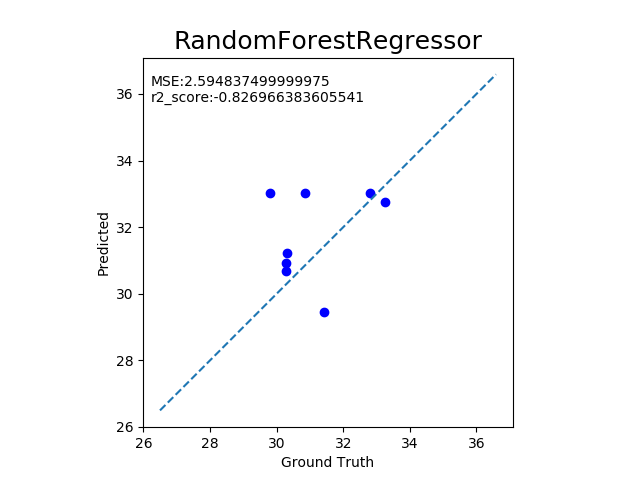 RandomForestRegressor
MSE:2.594837499999975
r2_score:-0.826966383605541
36
34
32
30
28
26
Predicted
26 28 30 32 34 36
Ground Truth